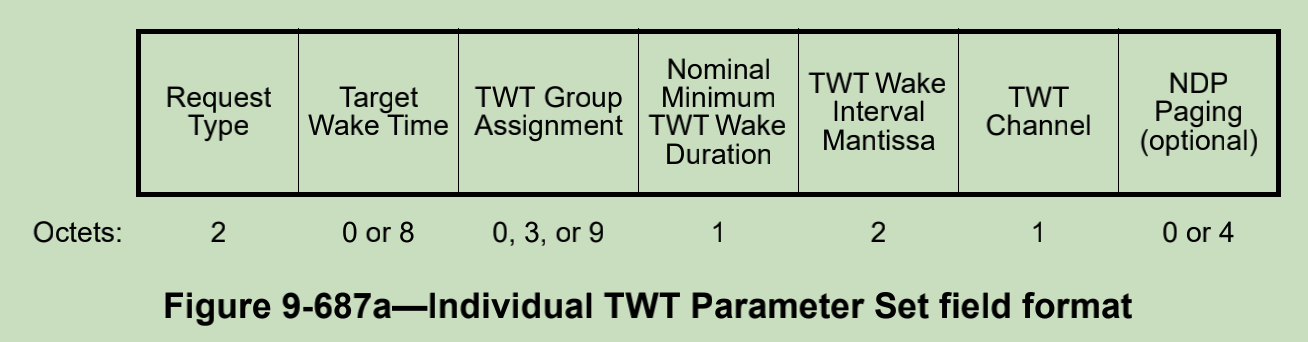 Request
Type
Target
Wake Time
TWT Group
Assignment
Nominal
Minimum
TWT Wake
Duration
TWT Wake
Interval
Mantissa
TWT
Channel
NDP
Paging
(optional)
Octets: 2 0 or 8 0, 3, or 9 1 2 1 0 or 4
Figure 9-687a—Individual TWT Parameter Set field format